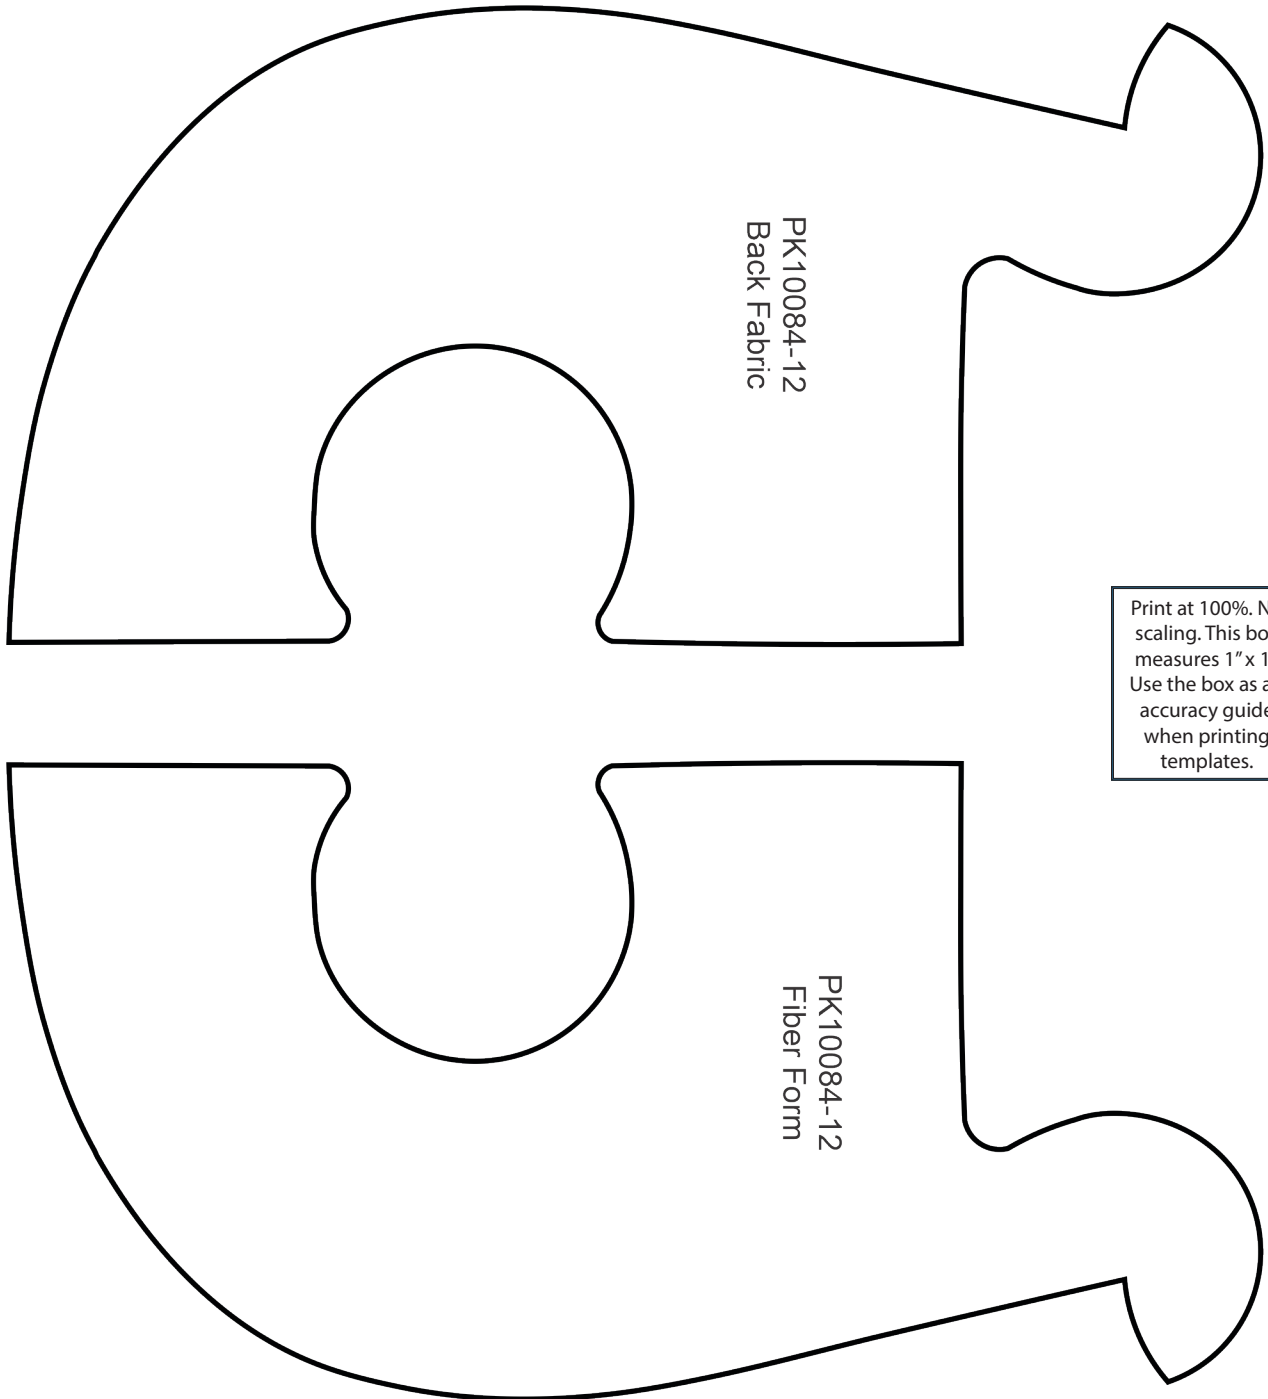 PK10084-12
Back Fabric
Print at 100%. N
scaling. This bo
measures 1” x 1
Use the box as a
accuracy guide
when printing
templates.
PK10084-12
Fiber Form